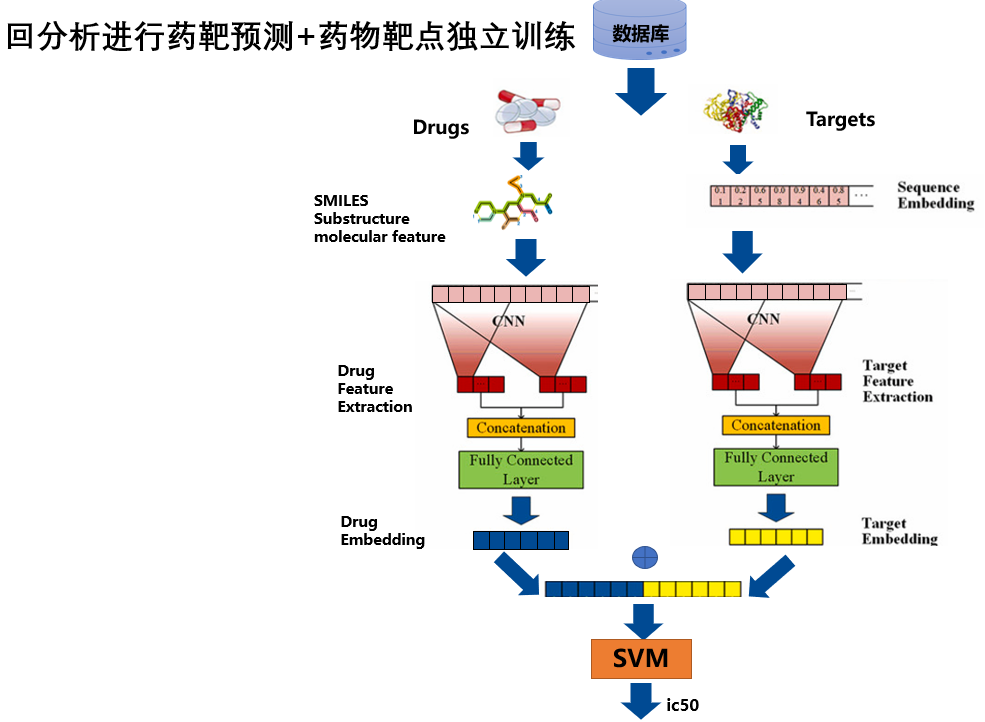 回分析进行药靶预测+药物靶点独立训练
数据库
Drugs
Targets
SMILES
Substructure
molecular feature
0.1 0.2 0.6 0.0 0.9 0.4 0.8 ...
1 2 5 8 4 6 5
Sequence
Embedding
CNN
CNN
Drug
Feature
Extraction
Target
Feature
Extraction
Concatenation
Concatenation
Fully Connected
Layer
Fully Connected
Layer
Drug
Embedding
Target
Embedding
SVM
ic50